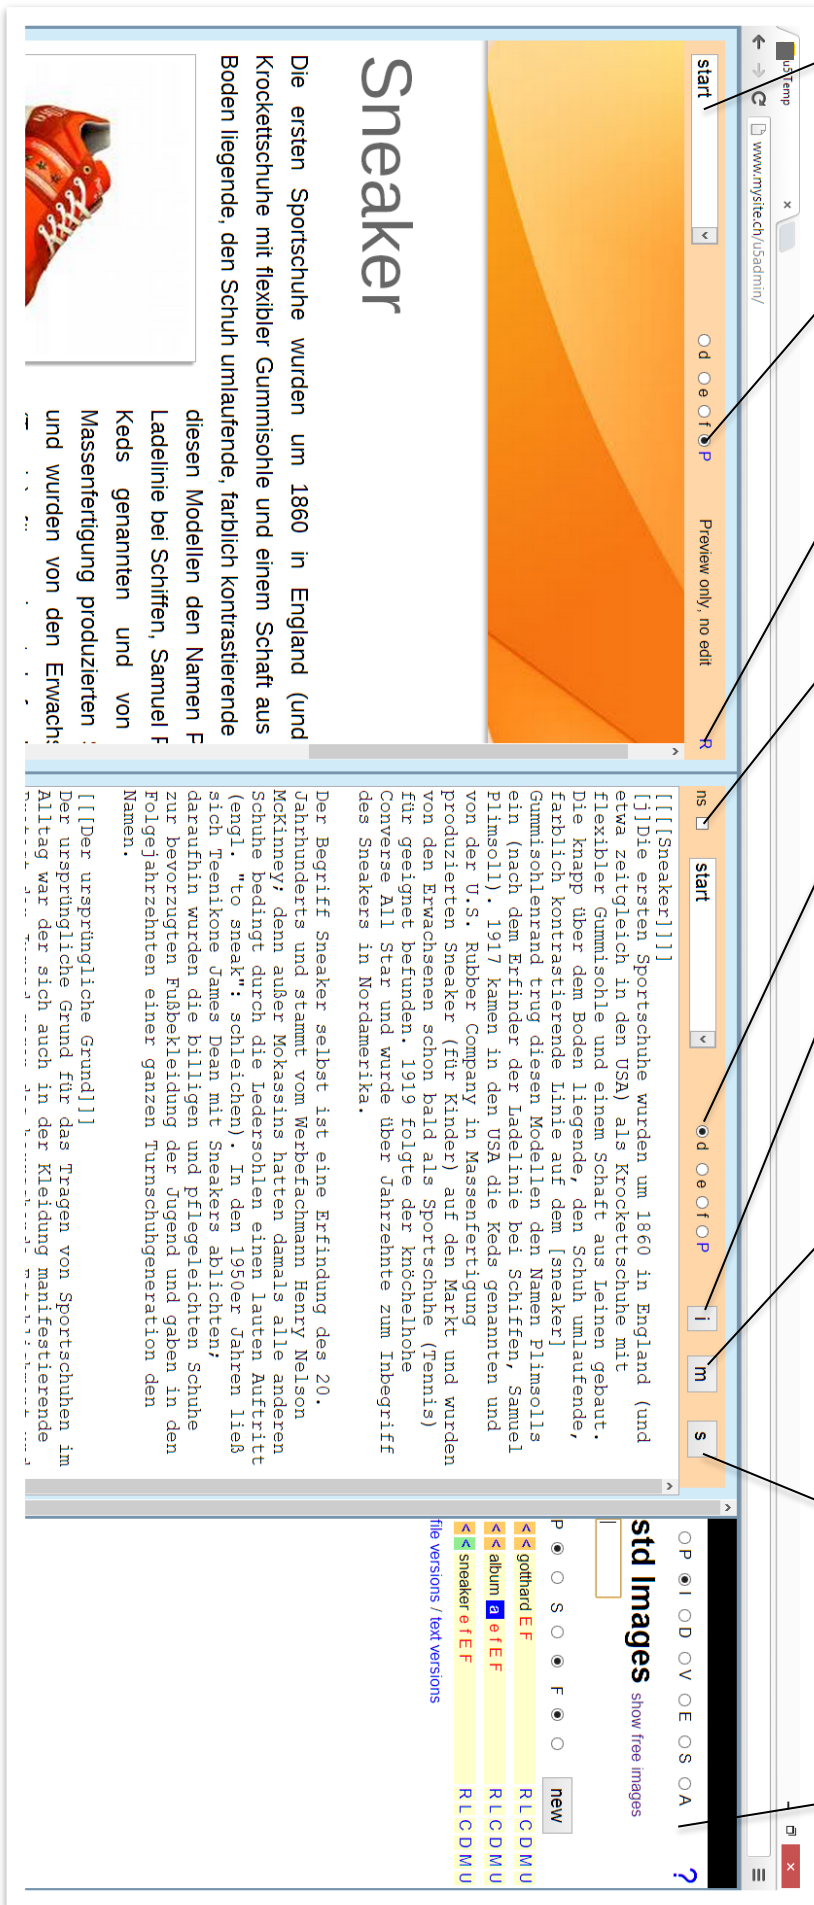 u5Temp
www.mysite.ch/u5admin/
start
d e f P
Preview only, no edit
R
Sneaker
Die ersten Sportschuhe wurden um 1860 in England (und
Krockettschuhe mit flexibler Gummisohle und einem Schaft aus
Boden liegende, den Schuh umlaufende, farblich kontrastierende
diesen Modellen den Namen P
Ladelinie bei Schiffen, Samuel F
Keds genannten und von
Massenfertigung produzierten
und wurden von den Erwachs
ns
start
d e f P
i
m
s
[[[[Sneaker]]]]
[j]Die ersten Sportschuhe wurden um 1860 in England (und
etwa zeitgleich in den USA) als Krockettschuhe mit
flexibler Gummisohle und einem Schaft aus Leinen gebaut.
Die knapp über dem Boden liegende, den Schuh umlaufende,
farblich kontrastierende Linie auf dem [sneaker]
Gummisohlenrand trug diesen Modellen den Namen Plimsolls
ein (nach dem Erfinder der Ladelinie bei Schiffen, Samuel
Plimsoll). 1917 kamen in den USA die Keds genannten und
von der U.S. Rubber Company in Massenfertigung
produzierten Sneaker (für Kinder) auf den Markt und wurden
von den Erwachsenen schon bald als Sportschuhe (Tennis)
für geeignet befunden. 1919 folgte der knöchelhohe
Converse All Star und wurde über Jahrzehnte zum Inbegriff
des Sneakers in Nordamerika.
Der Begriff Sneaker selbst ist eine Erfindung des 20.
Jahrhunderts und stammt vom Werbefachmann Henry Nelson
McKinney; denn außer Mokassins hatten damals alle anderen
Schuhe bedingt durch die Ledersohlen einen lauten Auftritt
(engl. "to sneak": schleichen). In den 1950er Jahren ließ
sich Teenikone James Dean mit Sneakers ablichten;
daraufhin wurden die billigen und pflegeleichten Schuhe
zur bevorzugten Fußbekleidung der Jugend und gaben in den
Folgejahrzehnten einer ganzen Turnschuhgeneration den
Namen.
[[[Der ursprüngliche Grund]]]
Der ursprüngliche Grund für das Tragen von Sportschuhen im
Alltag war der sich auch in der Kleidung manifestierende
P I D V E S A
?
std Images show free images
P S F new
< < gotthard E F R L C D M U
< < album a e f E F R L C D M U
< < sneaker e f E F R L C D M U
file versions / text versions